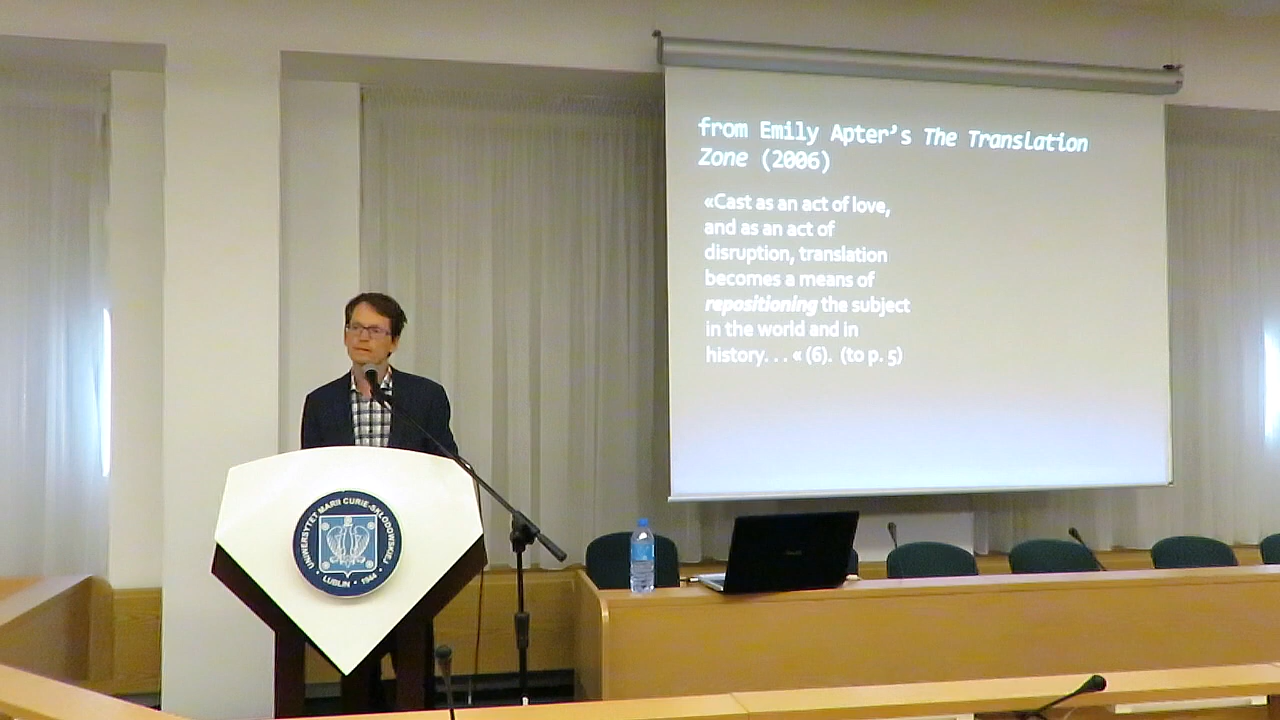 from Emily Apter's The Translation
Zone (2006)
«Cast as an act of love,
and as an act of
disruption, translation
becomes a means of
repositioning the subject
in the world and in
history. . . « (6). (to p. 5)
UNIWERSYTET MARII CURIE-SKŁODOWSKIEJ
LUBLIN • 1944